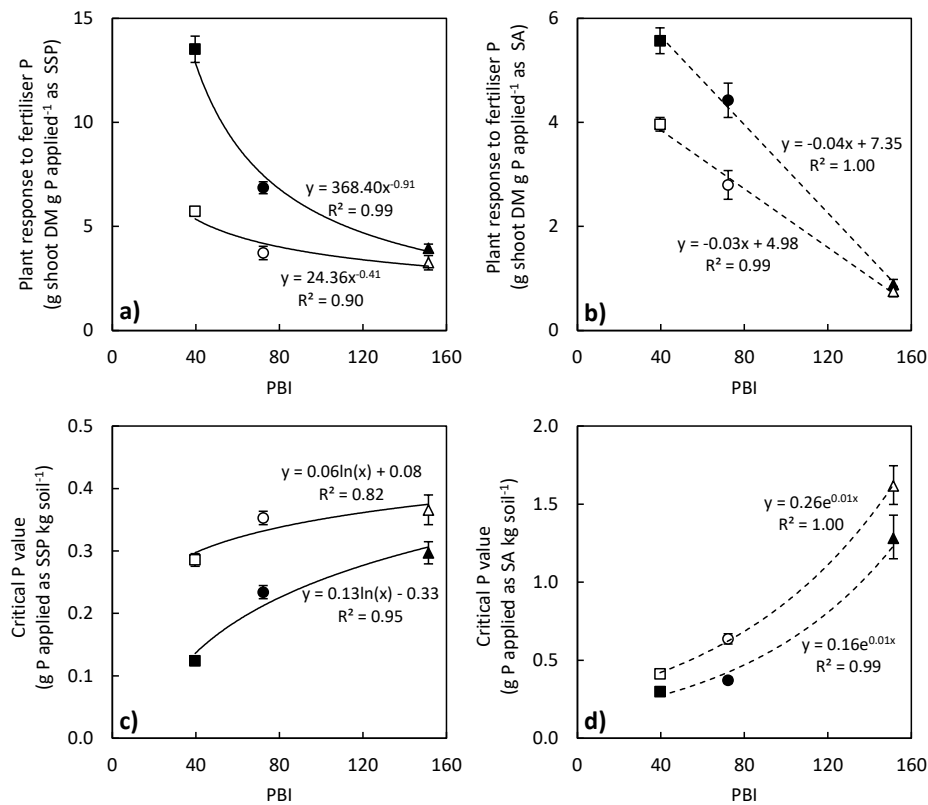 Plant response to fertiliser P
(g shoot DM g P applied⁻¹ as SSP)
15
10
5
0
y = 368.40x⁻⁰·⁹¹
R² = 0.99
y = 24.36x⁻⁰·⁴¹
R² = 0.90
a)
0 40 80 120 160
PBI
Plant response to fertiliser P
(g shoot DM g P applied⁻¹ as SA)
6
4
2
0
y = -0.04x + 7.35
R² = 1.00
y = -0.03x + 4.98
R² = 0.99
b)
0 40 80 120 160
PBI
Critical P value
(g P applied as SSP kg soil⁻¹)
0.5
0.4
0.3
0.2
0.1
0.0
y = 0.06ln(x) + 0.08
R² = 0.82
y = 0.13ln(x) - 0.33
R² = 0.95
c)
0 40 80 120 160
PBI
Critical P value
(g P applied as SA kg soil⁻¹)
2.0
1.5
1.0
0.5
0.0
y = 0.26e⁰·⁰¹ˣ
R² = 1.00
y = 0.16e⁰·⁰¹ˣ
R² = 0.99
d)
0 40 80 120 160
PBI